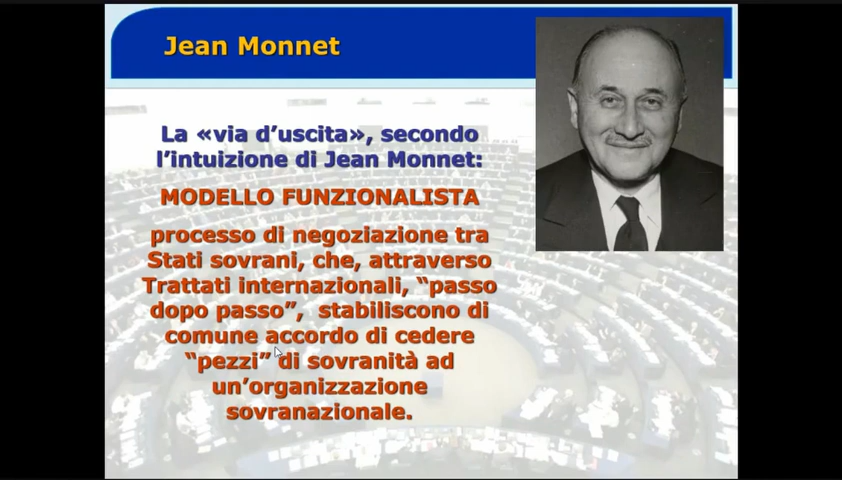 Jean Monnet
La «via d’uscita», secondo
l’intuizione di Jean Monnet:
MODELLO FUNZIONALISTA
processo di negoziazione tra
Stati sovrani, che, attraverso
Trattati internazionali, “passo
dopo passo”, stabiliscono di
comune accordo di cedere
“pezzi” di sovranità ad
un’organizzazione
sovranazionale.